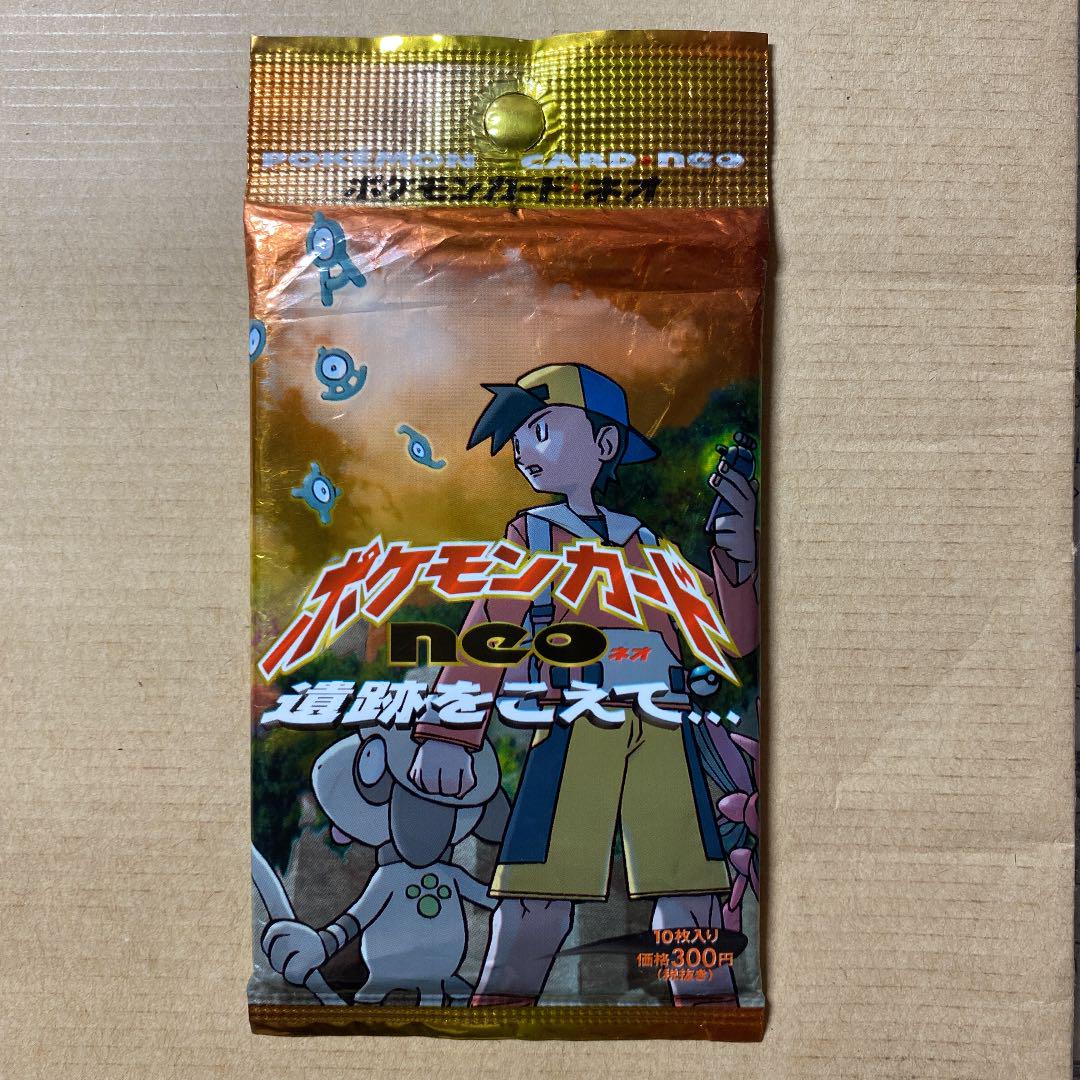 POKÉMON CARD:neo
ポケモンカード・ネオ
ポケモンカード
neo ネオ
遺跡をこえて...
10枚入り
価格300円
(税抜き)